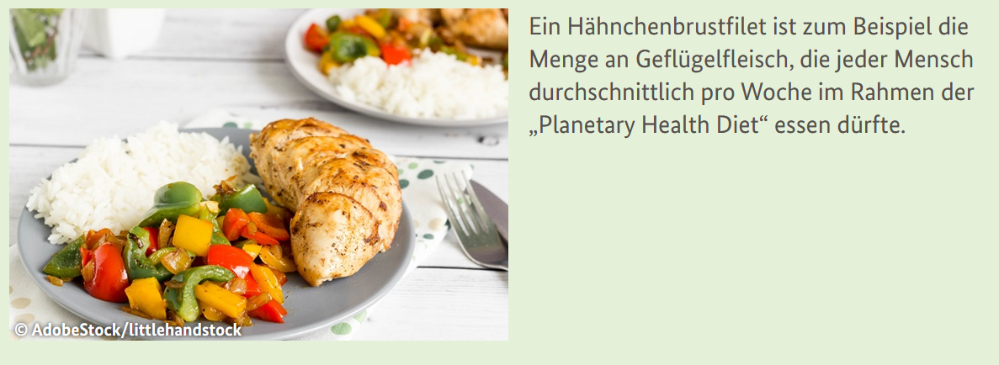 Ein Hähnchenbrustfilet ist zum Beispiel die
Menge an Geflügelfleisch, die jeder Mensch
durchschnittlich pro Woche im Rahmen der
„Planetary Health Diet“ essen dürfte.
© AdobeStock/littlehandstock